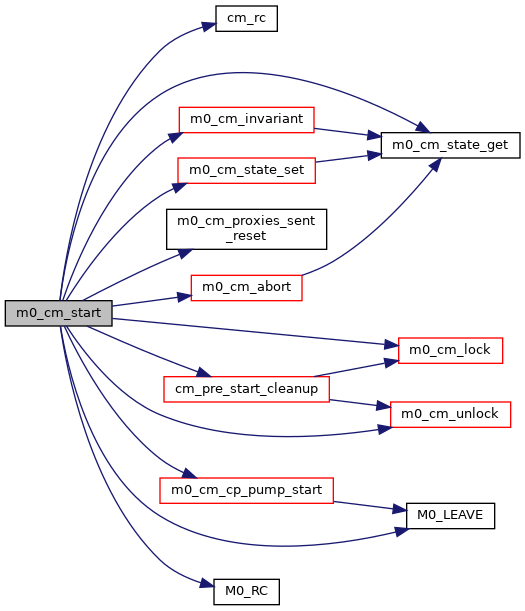 cm_rc
m0_cm_invariant
m0_cm_state_get
m0_cm_state_set
m0_cm_proxies_sent
_reset
m0_cm_abort
m0_cm_start
m0_cm_lock
cm_pre_start_cleanup
m0_cm_unlock
m0_cm_cp_pump_start
M0_LEAVE
M0_RC